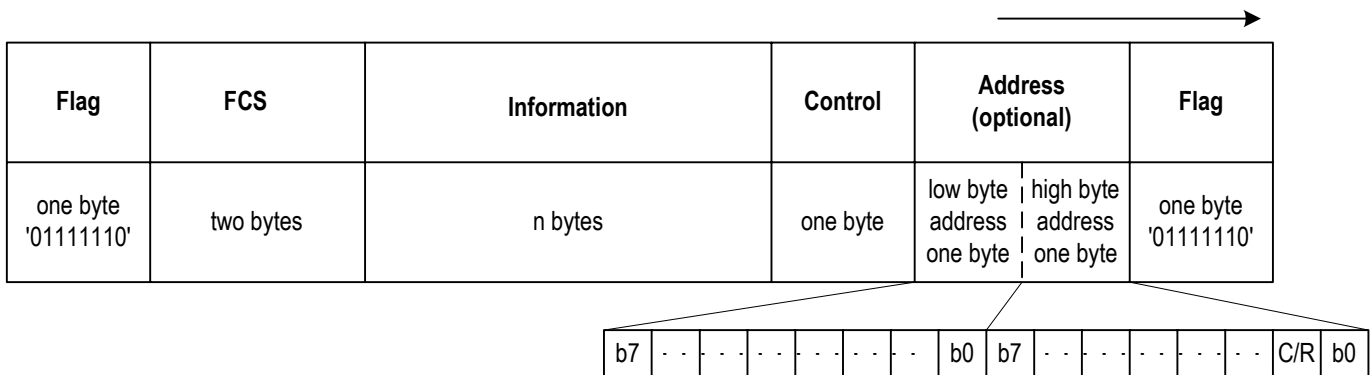 Flag
FCS
Information
Control
Address
(optional)
Flag
one byte
'01111110'
two bytes
n bytes
one byte
low byte
address
one byte
high byte
address
one byte
one byte
'01111110'
b7 b0 b7 C/R b0